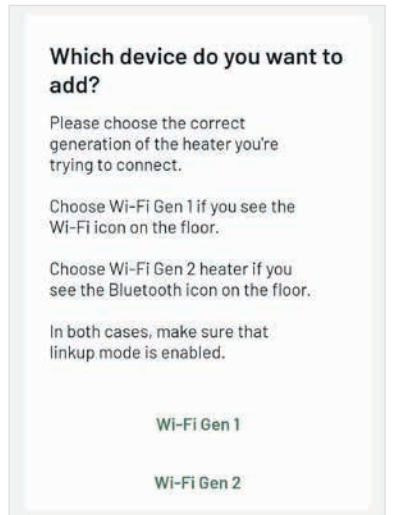 Which device do you want to
add?
Please choose the correct
generation of the heater you're
trying to connect.
Choose Wi-Fi Gen 1 if you see the
Wi-Fi icon on the floor.
Choose Wi-Fi Gen 2 heater if you
see the Bluetooth icon on the floor.
In both cases, make sure that
linkup mode is enabled.
Wi-Fi Gen 1
Wi-Fi Gen 2